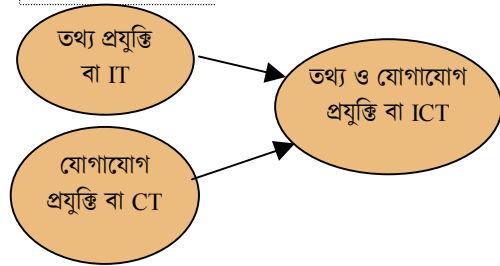 তথ্য প্রযুক্তি
বা IT
তথ্য ও যোগাযোগ
প্রযুক্তি বা ICT
যোগাযোগ
প্রযুক্তি বা CT